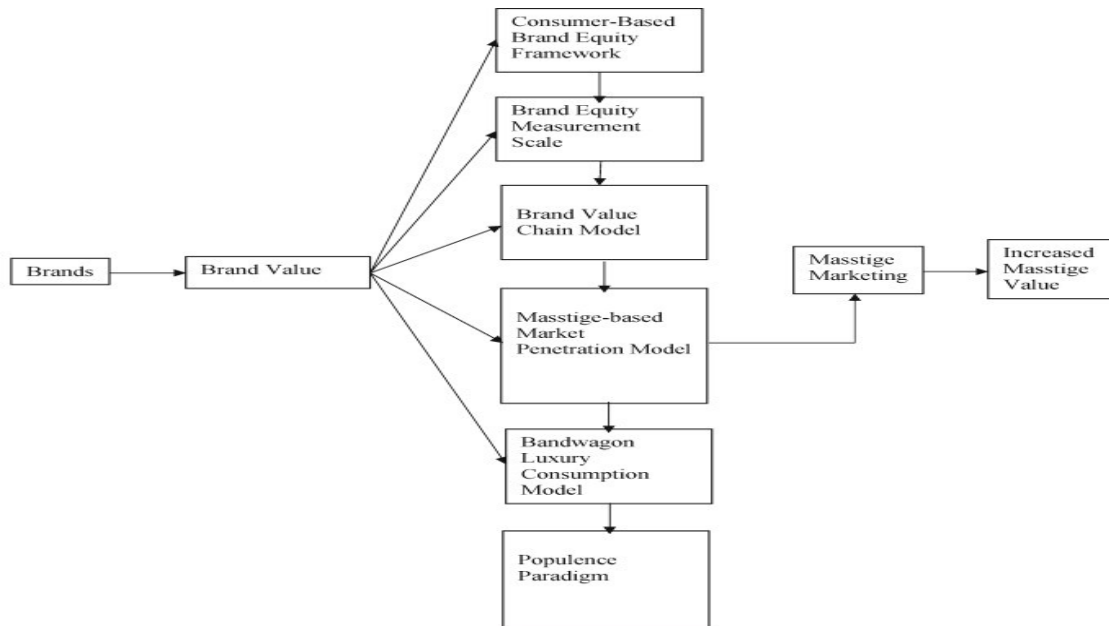 Consumer-Based
Brand Equity
Framework
Brand Equity
Measurement
Scale
Brand Value
Chain Model
Brands
Brand Value
Masstige-based
Market
Penetration Model
Masstige
Marketing
Increased
Masstige
Value
Bandwagon
Luxury
Consumption
Model
Populence
Paradigm